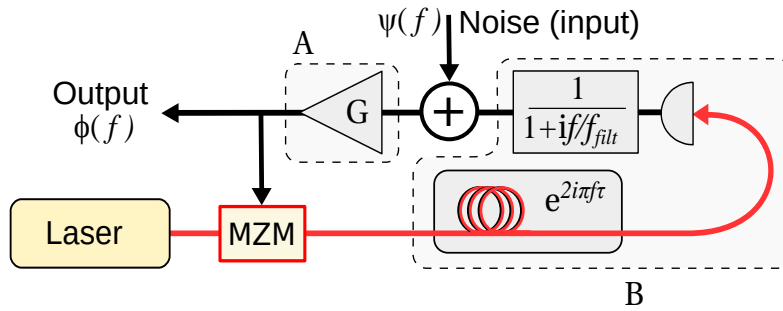 ψ(f) Noise (input)
A
Output
ϕ(f)
G
+
1
1+if/f_filt
e^{2iπfτ}
Laser
MZM
B